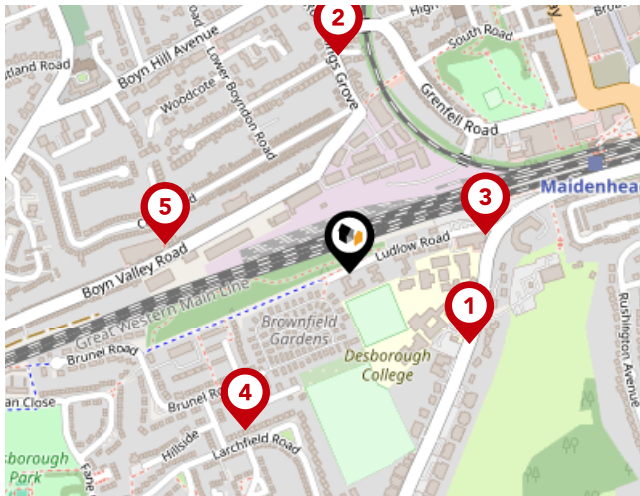 High
2
South Road
Boyn Hill Avenue
Road
Lower Boyndon Road
Woodcote
Grenfell Road
Maidenhead
5
3
Boyn Valley Road
Ludlow Road
Great Western Main Line
1
Brownfield
Gardens
Desborough
College
Rushington Avenue
Brunel Road
4
Hillside
Larchfield Road
Park